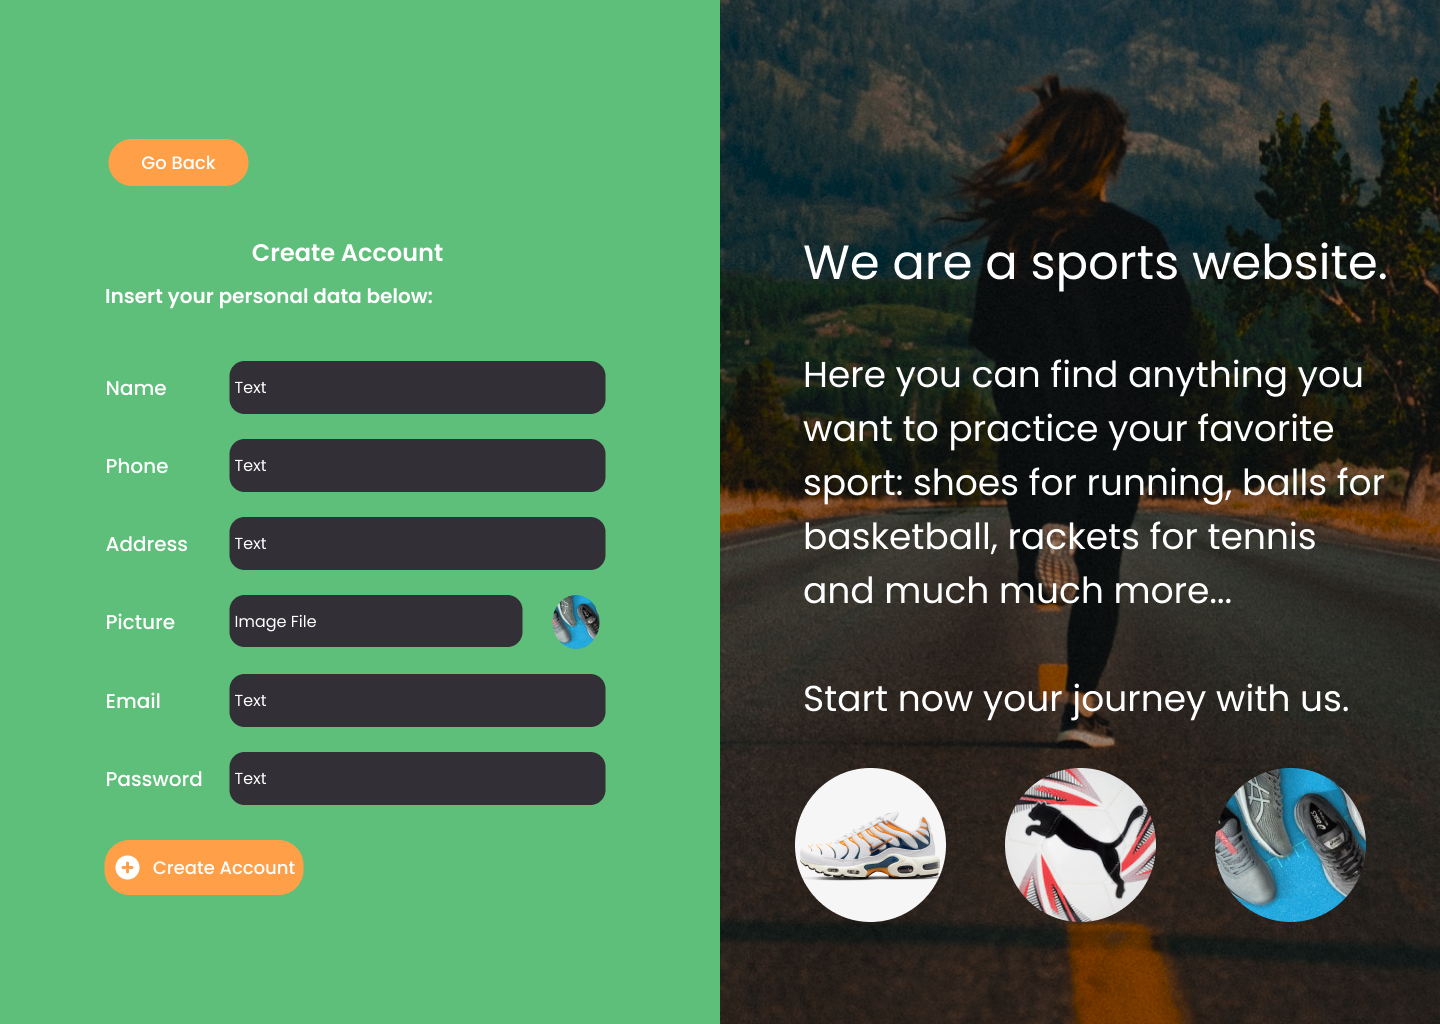 Go Back
Create Account
Insert your personal data below:
Name
Text
Phone
Text
Address
Text
Picture
Image File
Email
Text
Password
Text
Create Account
We are a sports website.
Here you can find anything you
want to practice your favorite
sport: shoes for running, balls for
basketball, rackets for tennis
and much much more...
Start now your journey with us.